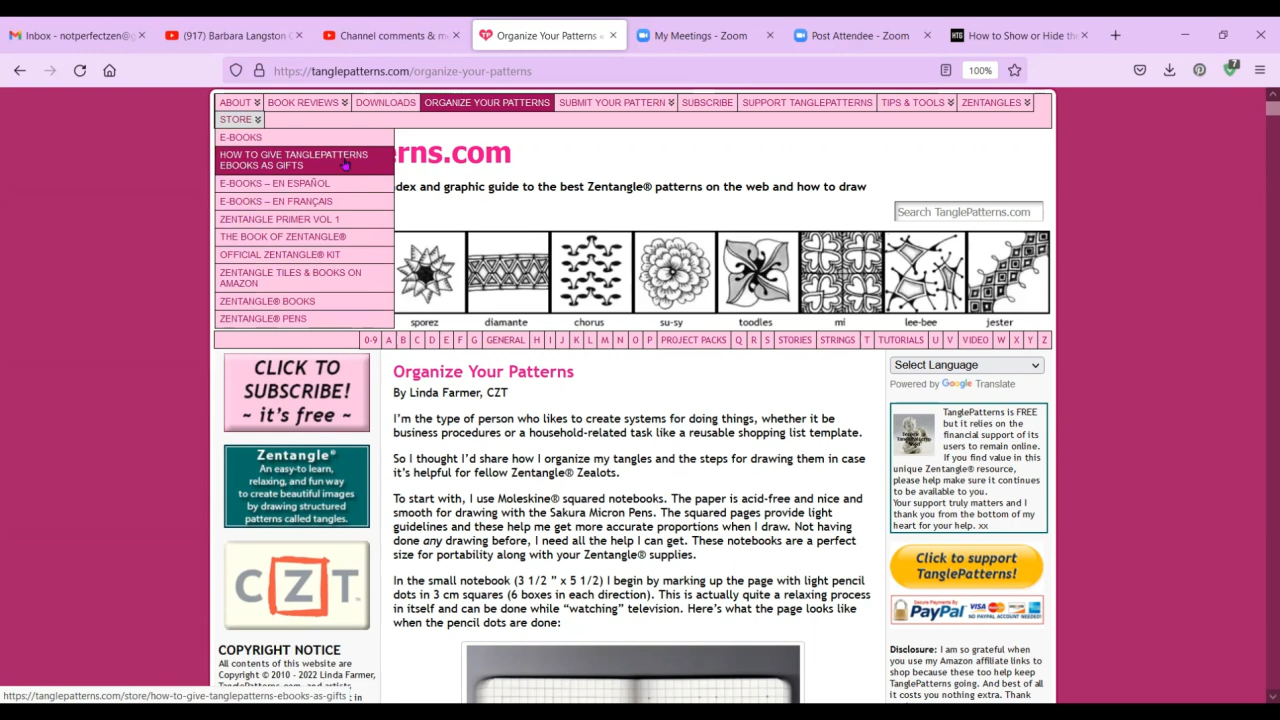 Inbox - notperfectzen@g
(917) Barbara Langston C
Channel comments & me
Organize Your Patterns «
My Meetings - Zoom
Post Attendee - Zoom
HTG
How to Show or Hide the
https://tanglepatterns.com/organize-your-patterns
100%
7
ABOUT
BOOK REVIEWS
DOWNLOADS
ORGANIZE YOUR PATTERNS
SUBMIT YOUR PATTERN
SUBSCRIBE
SUPPORT TANGLEPATTERNS
TIPS & TOOLS
ZENTANGLES
STORE
E-BOOKS
HOW TO GIVE TANGLEPATTERNS
EBOOKS AS GIFTS
E-BOOKS – EN ESPAÑOL
E-BOOKS – EN FRANÇAIS
ZENTANGLE PRIMER VOL 1
THE BOOK OF ZENTANGLE®
OFFICIAL ZENTANGLE® KIT
ZENTANGLE TILES & BOOKS ON
AMAZON
ZENTANGLE® BOOKS
ZENTANGLE® PENS
rns.com
ndex and graphic guide to the best Zentangle® patterns on the web and how to draw
Search TanglePatterns.com
sporez
diamante
chorus
su-sy
toodles
mi
lee-bee
jester
0-9 A B C D E F G GENERAL H I J K L M N O P PROJECT PACKS Q R S STORIES STRINGS T TUTORIALS U V VIDEO W X Y Z
CLICK TO
SUBSCRIBE!
~ it's free ~
Zentangle®
An easy-to learn,
relaxing, and fun way
to create beautiful images
by drawing structured
patterns called tangles.
CZT
COPYRIGHT NOTICE
All contents of this website are
Copyright © 2010 - 2022 Linda Farmer,
in
Organize Your Patterns
By Linda Farmer, CZT
I'm the type of person who likes to create systems for doing things, whether it be
business procedures or a household-related task like a reusable shopping list template.
So I thought I'd share how I organize my tangles and the steps for drawing them in case
it's helpful for fellow Zentangle® Zealots.
To start with, I use Moleskine® squared notebooks. The paper is acid-free and nice and
smooth for drawing with the Sakura Micron Pens. The squared pages provide light
guidelines and these help me get more accurate proportions when I draw. Not having
done any drawing before, I need all the help I can get. These notebooks are a perfect
size for portability along with your Zentangle® supplies.
In the small notebook (3 1/2 ” x 5 1/2) I begin by marking up the page with light pencil
dots in 3 cm squares (6 boxes in each direction). This is actually quite a relaxing process
in itself and can be done while “watching” television. Here's what the page looks like
when the pencil dots are done:
Select Language
Powered by Google Translate
TanglePatterns is FREE
but it relies on the
financial support of its
users to remain online.
If you find value in this
unique Zentangle® resource,
please help make sure it continues
to be available to you.
Your support truly matters and I
thank you from the bottom of my
heart for your help. xx
Click to support
TanglePatterns!
Secure Payments By
PayPal
VISA
NO PAYPAL ACCOUNT NEEDED!
Disclosure: I am so grateful when
you use my Amazon affiliate links to
shop because these too help keep
TanglePatterns going. And best of all
it costs you nothing extra. Thank
https://tanglepatterns.com/store/how-to-give-tanglepatterns-ebooks-as-gifts